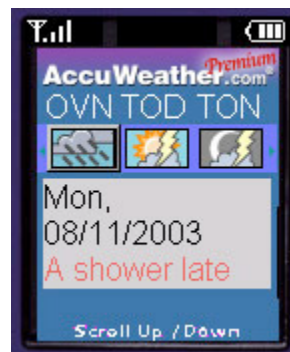 Premium
AccuWeather.com®
OVN TOD TON
Mon,
08/11/2003
A shower late
Scroll Up / Down